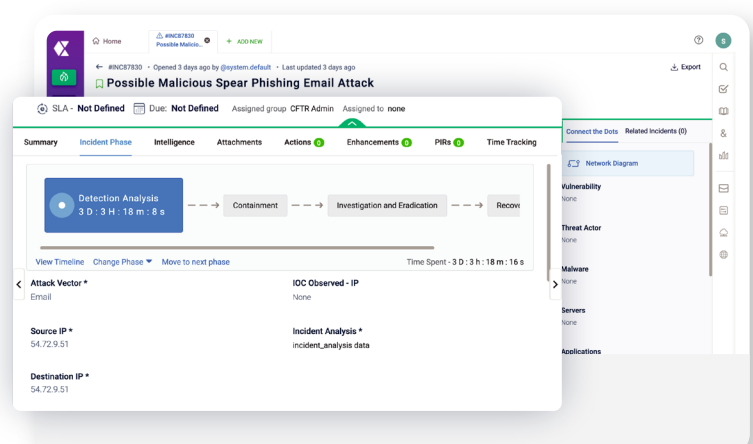 Home
#INC87830
Possible Malicio...
+ ADD NEW
S
← #INC87830 • Opened 3 days ago by @system.default • Last updated 3 days ago
Export
Possible Malicious Spear Phishing Email Attack
SLA - Not Defined
Due: Not Defined
Assigned group CFTR Admin
Assigned to none
Summary
Incident Phase
Intelligence
Attachments
Actions 0
Enhancements 0
PIRs 0
Time Tracking
Detection Analysis
3 D : 3 H : 18 m : 8 s
Containment
Investigation and Eradication
Recove
View Timeline
Change Phase
Move to next phase
Time Spent - 3 D : 3 h : 18 m : 16 s
Attack Vector *
Email
IOC Observed - IP
None
Source IP *
54.72.9.51
Incident Analysis *
incident_analysis data
Destination IP *
54.72.9.51
Connect the Dots
Related Incidents (0)
Network Diagram
Vulnerability
None
Threat Actor
None
Malware
None
Servers
None
Applications